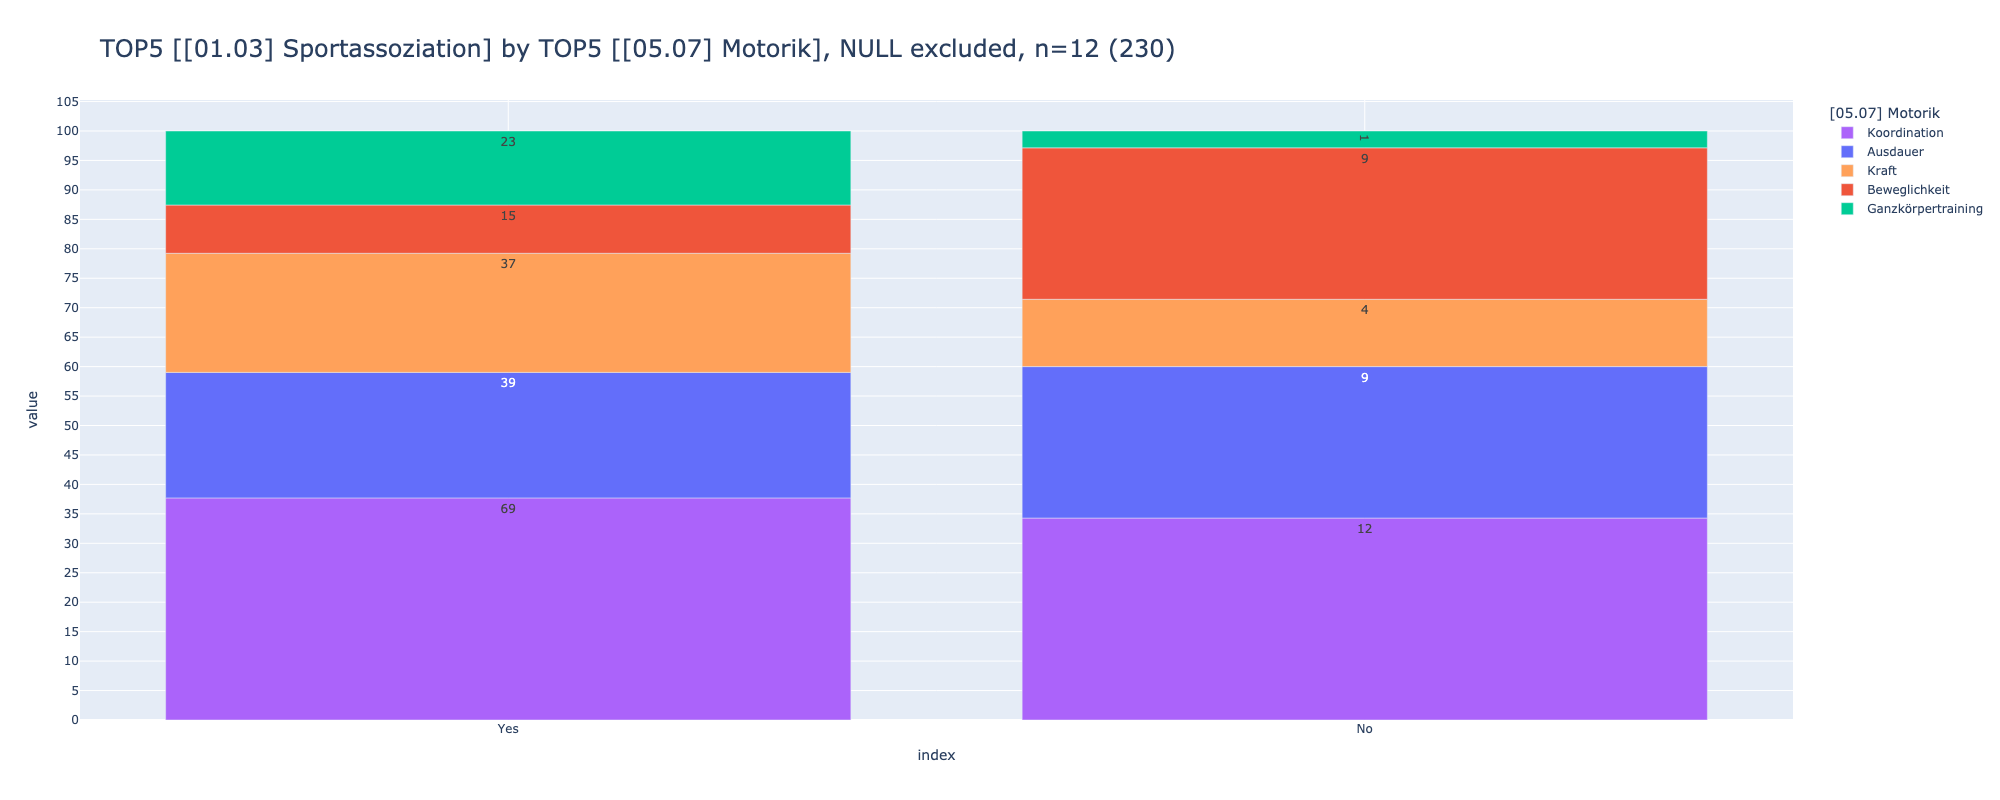 TOP5 [[01.03] Sportassoziation] by TOP5 [[05.07] Motorik], NULL excluded, n=12 (230)
105
100
95
90
85
80
75
70
65
60
55
50
45
40
35
30
25
20
15
10
5
0
value
23
15
37
39
69
1
9
4
9
12
Yes
No
index
[05.07] Motorik
Koordination
Ausdauer
Kraft
Beweglichkeit
Ganzkörpertraining